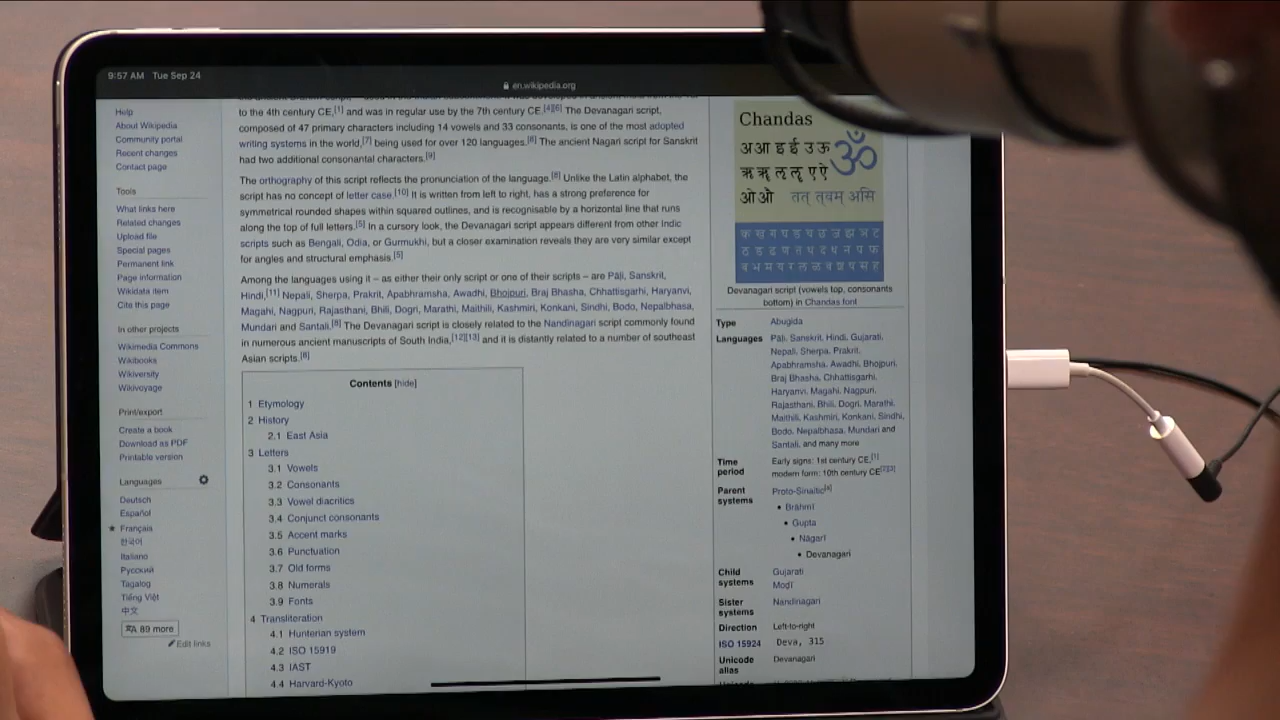 9:57 AM Tue Sep 24
en.wikipedia.org
Help
About Wikipedia
Community portal
Recent changes
Contact page
Tools
What links here
Related changes
Upload file
Special pages
Permanent link
Page information
Wikidata item
Cite this page
In other projects
Wikimedia Commons
Wikibooks
Wikiversity
Wikivoyage
Print/export
Create a book
Download as PDF
Printable version
Languages
Deutsch
Español
Français
한국어
Italiano
Русский
Tagalog
Tiếng Việt
中文
89 more
Edit links
to the 4th century CE,[1] and was in regular use by the 7th century CE.[4][6] The Devanagari script,
composed of 47 primary characters including 14 vowels and 33 consonants, is one of the most adopted
writing systems in the world,[7] being used for over 120 languages.[8] The ancient Nagari script for Sanskrit
had two additional consonantal characters.[9]
The orthography of this script reflects the pronunciation of the language.[8] Unlike the Latin alphabet, the
script has no concept of letter case.[10] It is written from left to right, has a strong preference for
symmetrical rounded shapes within squared outlines, and is recognisable by a horizontal line that runs
along the top of full letters.[5] In a cursory look, the Devanagari script appears different from other Indic
scripts such as Bengali, Odia, or Gurmukhi, but a closer examination reveals they are very similar except
for angles and structural emphasis.[5]
Among the languages using it – as either their only script or one of their scripts – are Pāḷi, Sanskrit,
Hindi,[11] Nepali, Sherpa, Prakrit, Apabhramsha, Awadhi, Bhojpuri, Braj Bhasha, Chhattisgarhi, Haryanvi,
Magahi, Nagpuri, Rajasthani, Bhili, Dogri, Marathi, Maithili, Kashmiri, Konkani, Sindhi, Bodo, Nepalbhasa,
Mundari and Santali.[8] The Devanagari script is closely related to the Nandinagari script commonly found
in numerous ancient manuscripts of South India,[12][13] and it is distantly related to a number of southeast
Asian scripts.[6]
Contents [hide]
1 Etymology
2 History
2.1 East Asia
3 Letters
3.1 Vowels
3.2 Consonants
3.3 Vowel diacritics
3.4 Conjunct consonants
3.5 Accent marks
3.6 Punctuation
3.7 Old forms
3.8 Numerals
3.9 Fonts
4 Transliteration
4.1 Hunterian system
4.2 ISO 15919
4.3 IAST
4.4 Harvard-Kyoto
Chandas
अआ इ ई उऊ ॐ
ऋ ॠ ऌ ॡ ए ऐ
ओ औ तत् त्वम् असि
Devanagari script (vowels top, consonants
bottom) in Chandas font
Type Abugida
Languages Pāḷi, Sanskrit, Hindi, Gujarati,
Nepali, Sherpa, Prakrit,
Apabhramsha, Awadhi, Bhojpuri,
Braj Bhasha, Chhattisgarhi,
Haryanvi, Magahi, Nagpuri,
Rajasthani, Bhili, Dogri, Marathi,
Maithili, Kashmiri, Konkani, Sindhi,
Bodo, Nepalbhasa, Mundari and
Santali, and many more
Time period Early signs: 1st century CE,[1]
modern form: 10th century CE[2][3]
Parent systems Proto-Sinaitic[4]
• Brāhmī
• Gupta
• Nāgarī
• Devanagari
Child systems Gujarati
Moḍī
Sister systems Nandinagari
Direction Left-to-right
ISO 15924 Deva, 315
Unicode alias Devanagari